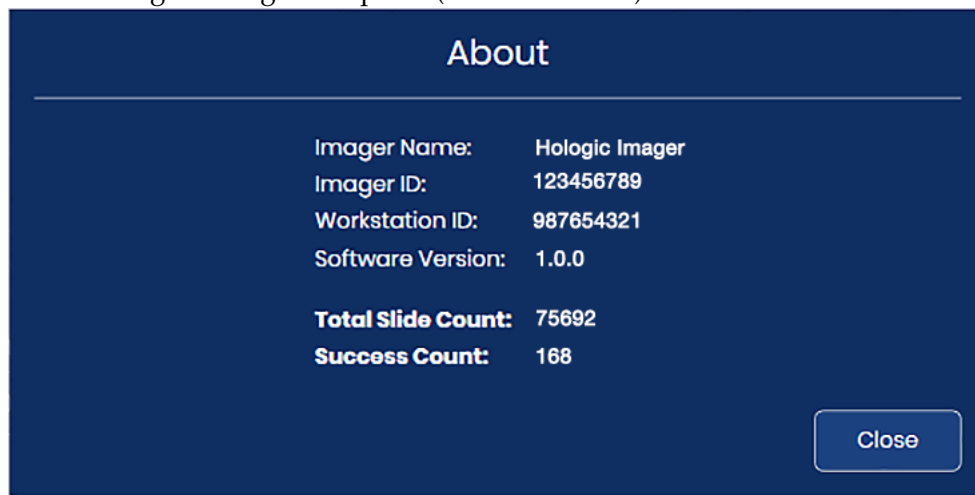 About
Imager Name: Hologic Imager
Imager ID: 123456789
Workstation ID: 987654321
Software Version: 1.0.0
Total Slide Count: 75692
Success Count: 168
Close